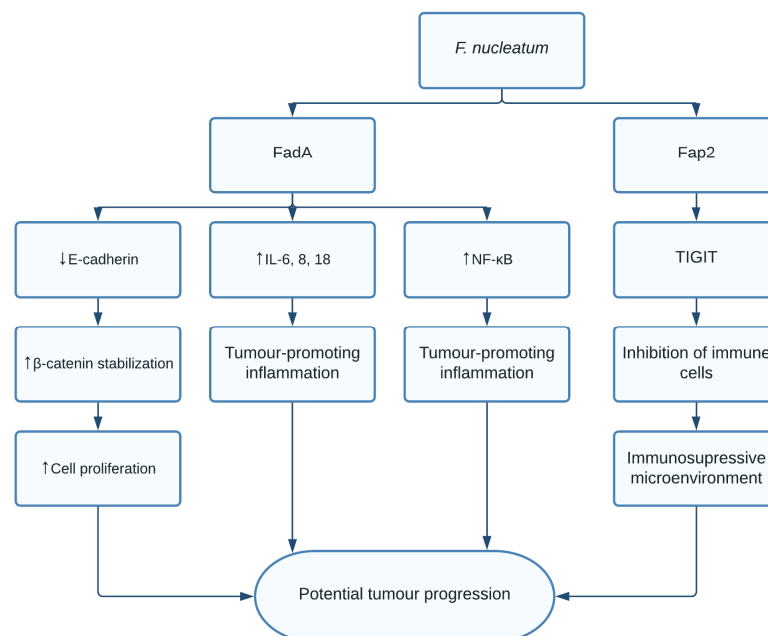 F. nucleatum
FadA
Fap2
↓E-cadherin
↑IL-6, 8, 18
↑NF-κB
TIGIT
↑β-catenin stabilization
Tumour-promoting
inflammation
Tumour-promoting
inflammation
Inhibition of immune
cells
↑Cell proliferation
Immunosupressive
microenvironment
Potential tumour progression